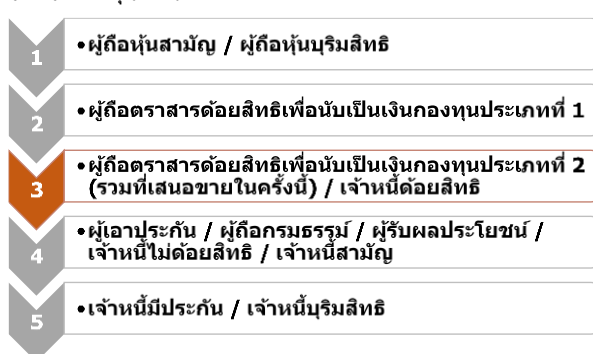 1
•ผู้ถือหุ้นสามัญ / ผู้ถือหุ้นบุริมสิทธิ
2
•ผู้ถือตราสารด้อยสิทธิเพื่อนับเป็นเงินกองทุนประเภทที่ 1
3
•ผู้ถือตราสารด้อยสิทธิเพื่อนับเป็นเงินกองทุนประเภทที่ 2
(รวมที่เสนอขายในครั้งนี้) / เจ้าหนี้ด้อยสิทธิ
4
•ผู้เอาประกัน / ผู้ถือกรมธรรม์ / ผู้รับผลประโยชน์ /
เจ้าหนี้ไม่ด้อยสิทธิ / เจ้าหนี้สามัญ
5
•เจ้าหนี้มีประกัน / เจ้าหนี้บุริมสิทธิ